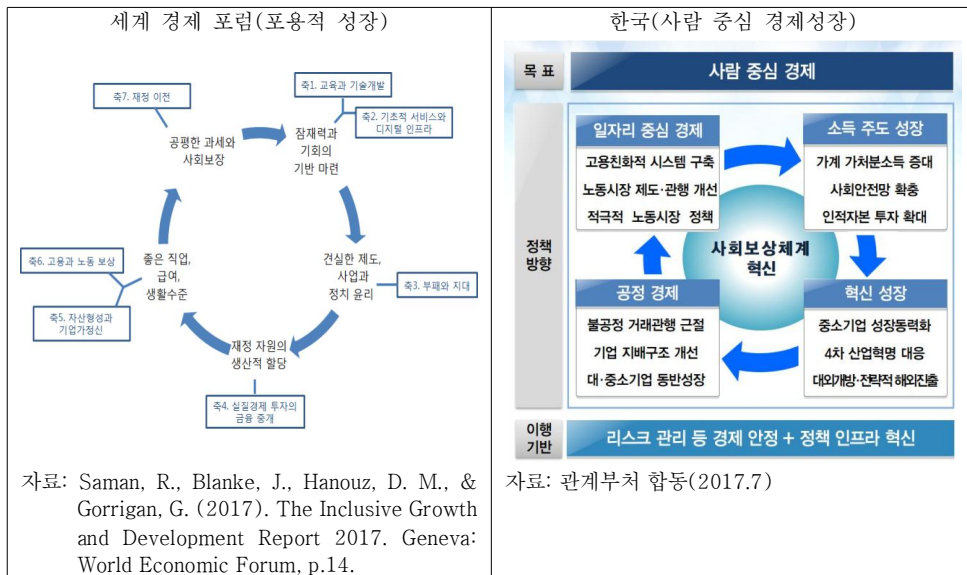 세계 경제 포럼(포용적 성장)
축7. 재정 이전
축1. 교육과 기술개발
축2. 기초적 서비스와
디지털 인프라
공평한 과세와
사회보장
잠재력과
기회의
기반 마련
축6. 고용과 노동 보상
좋은 직업,
급여,
생활수준
축5. 자산형성과
기업가정신
견실한 제도,
사업과
정치 윤리
축3. 부패와 지대
재정 자원의
생산적 할당
축4. 실질경제 투자의
금융 중개
자료: Saman, R., Blanke, J., Hanouz, D. M., &
Gorrigan, G. (2017). The Inclusive Growth
and Development Report 2017. Geneva:
World Economic Forum, p.14.
한국(사람 중심 경제성장)
목 표
사람 중심 경제
정책
방향
일자리 중심 경제
고용친화적 시스템 구축
노동시장 제도·관행 개선
적극적 노동시장 정책
소득 주도 성장
가계 가처분소득 증대
사회안전망 확충
인적자본 투자 확대
사회보상체계
혁신
공정 경제
불공정 거래관행 근절
기업 지배구조 개선
대·중소기업 동반성장
혁신 성장
중소기업 성장동력화
4차 산업혁명 대응
대외개방·전략적 해외진출
이행
기반
리스크 관리 등 경제 안정 + 정책 인프라 혁신
자료: 관계부처 합동(2017.7)